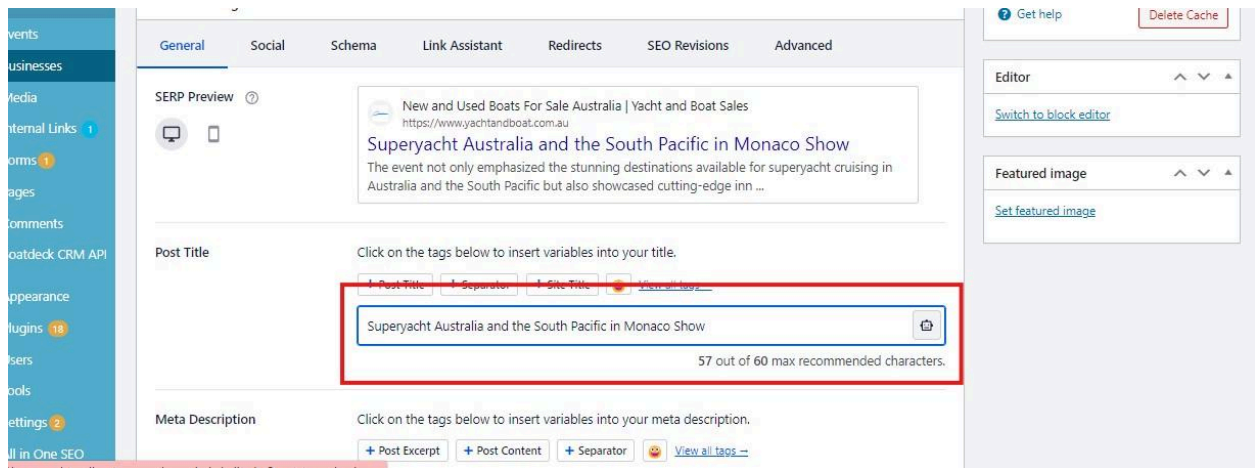 Get help
Delete Cache
vents
General Social Schema Link Assistant Redirects SEO Revisions Advanced
usinesses
Editor
Media
SERP Preview
New and Used Boats For Sale Australia | Yacht and Boat Sales
https://www.yachtandboat.com.au
Switch to block editor
nternal Links 1
Superyacht Australia and the South Pacific in Monaco Show
orms 1
The event not only emphasized the stunning destinations available for superyacht cruising in
Australia and the South Pacific but also showcased cutting-edge inn ...
Featured image
ages
Set featured image
omments
Post Title
Click on the tags below to insert variables into your title.
oatdeck CRM API
+ Post Title + Separator + Site Title View all tags →
ppearance
Superyacht Australia and the South Pacific in Monaco Show
lugins 18
57 out of 60 max recommended characters.
sers
ools
ettings 2
Meta Description
Click on the tags below to insert variables into your meta description.
+ Post Excerpt + Post Content + Separator View all tags →
ll in One SEO